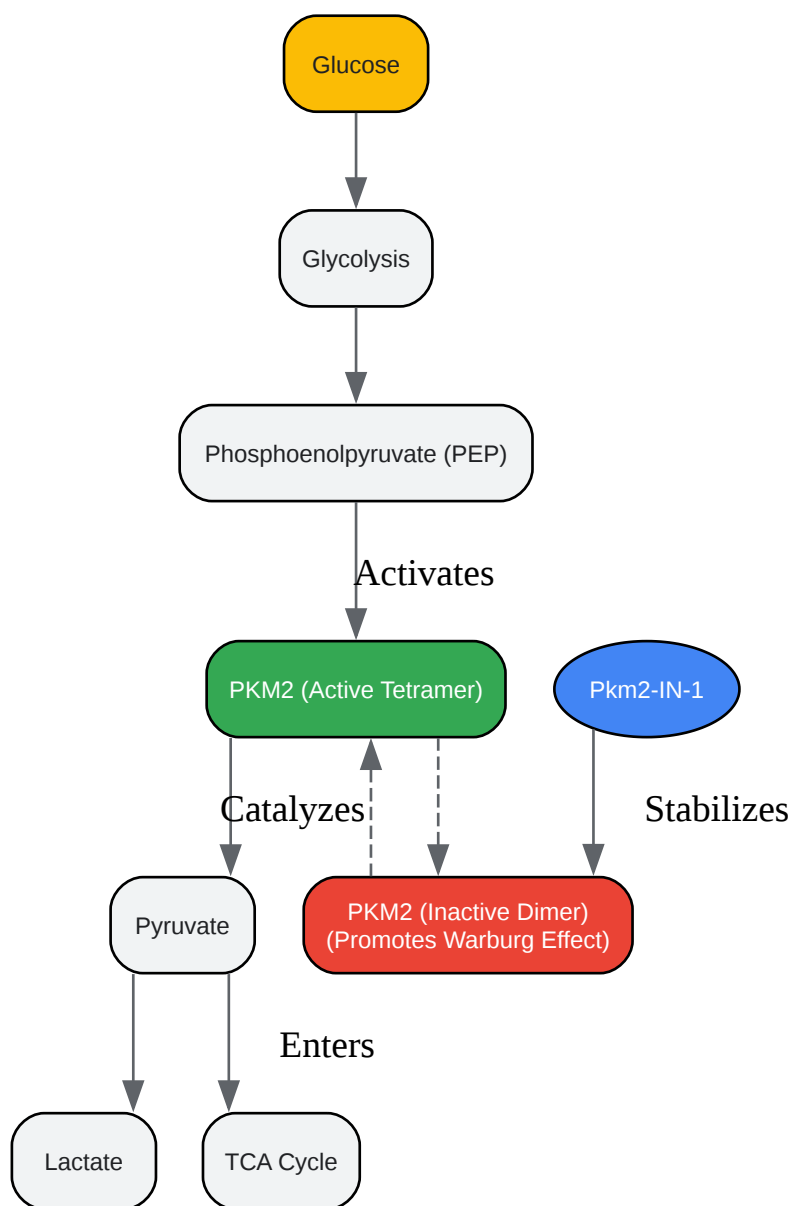 Glucose
Glycolysis
Phosphoenolpyruvate (PEP)
Activates
PKM2 (Active Tetramer)
Pkm2-IN-1
Catalyzes
Stabilizes
Pyruvate
PKM2 (Inactive Dimer)
(Promotes Warburg Effect)
Enters
Lactate
TCA Cycle